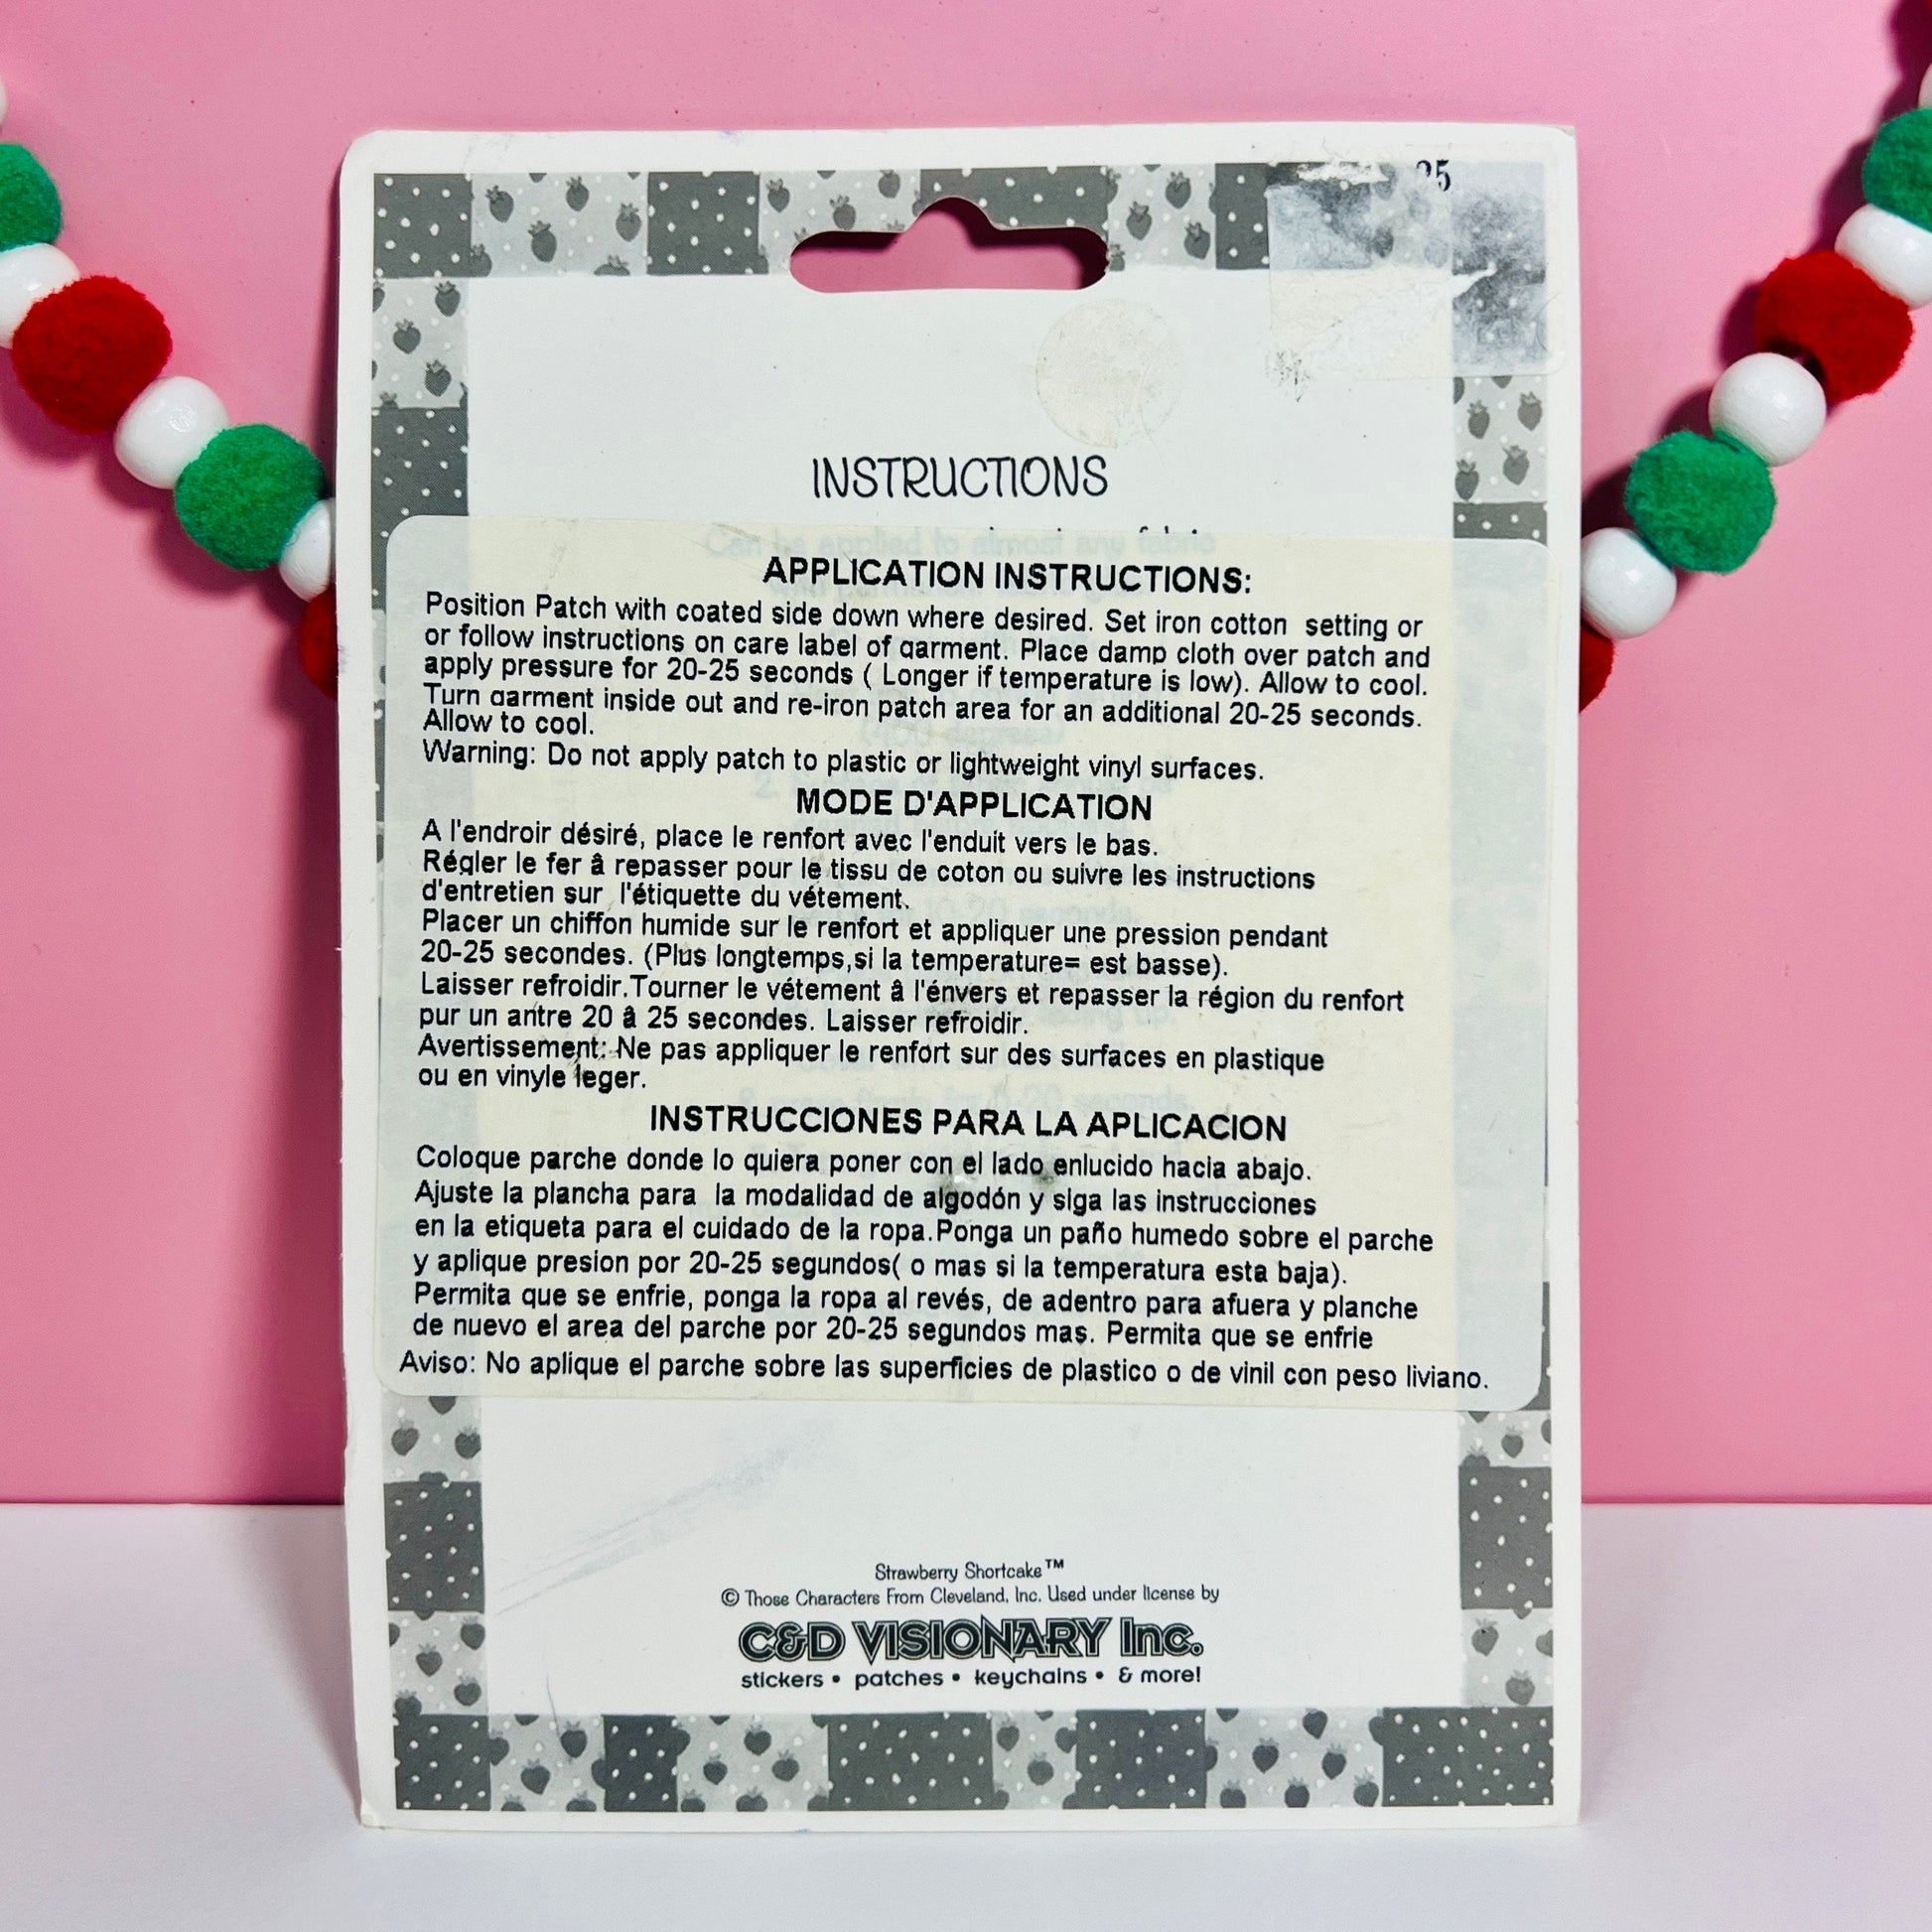 25
INSTRUCTIONS
Can be applied to almost any fabric
APPLICATION INSTRUCTIONS:
Position Patch with coated side down where desired. Set iron cotton setting or
or follow instructions on care label of garment. Place damp cloth over patch and
apply pressure for 20-25 seconds ( Longer if temperature is low). Allow to cool.
Turn garment inside out and re-iron patch area for an additional 20-25 seconds.
Allow to cool.
Warning: Do not apply patch to plastic or lightweight vinyl surfaces.
MODE D'APPLICATION
A l'endroir désiré, place le renfort avec l'enduit vers le bas.
Régler le fer â repasser pour le tissu de coton ou suivre les instructions
d'entretien sur l'étiquette du vétement.
Placer un chiffon humide sur le renfort et appliquer une pression pendant
20-25 secondes. (Plus longtemps,si la temperature= est basse).
Laisser refroidir.Tourner le vétement â l'énvers et repasser la région du renfort
pur un antre 20 â 25 secondes. Laisser refroidir.
Avertissement: Ne pas appliquer le renfort sur des surfaces en plastique
ou en vinyle leger.
INSTRUCCIONES PARA LA APLICACION
Coloque parche donde lo quiera poner con el lado enlucido hacia abajo.
Ajuste la plancha para la modalidad de algodón y siga las instrucciones
en la etiqueta para el cuidado de la ropa.Ponga un paño humedo sobre el parche
y aplique presion por 20-25 segundos( o mas si la temperatura esta baja).
Permita que se enfrie, ponga la ropa al revés, de adentro para afuera y planche
de nuevo el area del parche por 20-25 segundos mas. Permita que se enfrie
Aviso: No aplique el parche sobre las superficies de plastico o de vinil con peso liviano.
Strawberry Shortcake™
© Those Characters From Cleveland, Inc. Used under license by
C&D VISIONARY Inc.
stickers • patches • keychains • & more!